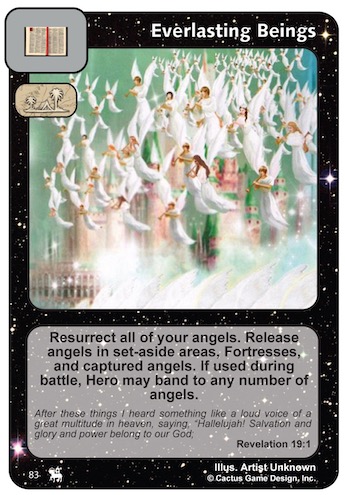 Everlasting Beings
Resurrect all of your angels. Release
angels in set-aside areas, Fortresses,
and captured angels. If used during
battle, Hero may band to any number of
angels.
After these things I heard something like a loud voice of a
great multitude in heaven, saying, "Hallelujah! Salvation and
glory and power belong to our God;
Revelation 19:1
Illus. Artist Unknown
83
© Cactus Game Design, Inc.